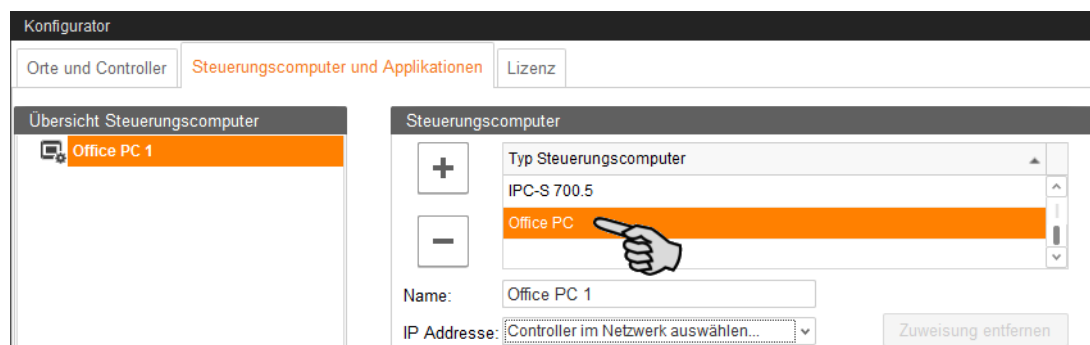 Konfigurator
Orte und Controller Steuerungscomputer und Applikationen Lizenz
Übersicht Steuerungscomputer
Office PC 1
Steuerungscomputer
Typ Steuerungscomputer
IPC-S 700.5
Office PC
Name: Office PC 1
IP Addresse: Controller im Netzwerk auswählen... Zuweisung entfernen